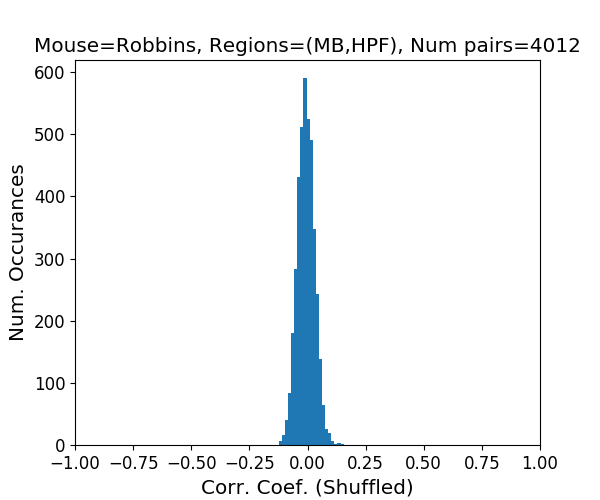 Mouse=Robbins, Regions=(MB,HPF), Num pairs=4012
Num. Occurances
600
500
400
300
200
100
0
−1.00 −0.75 −0.50 −0.25 0.00 0.25 0.50 0.75 1.00
Corr. Coef. (Shuffled)